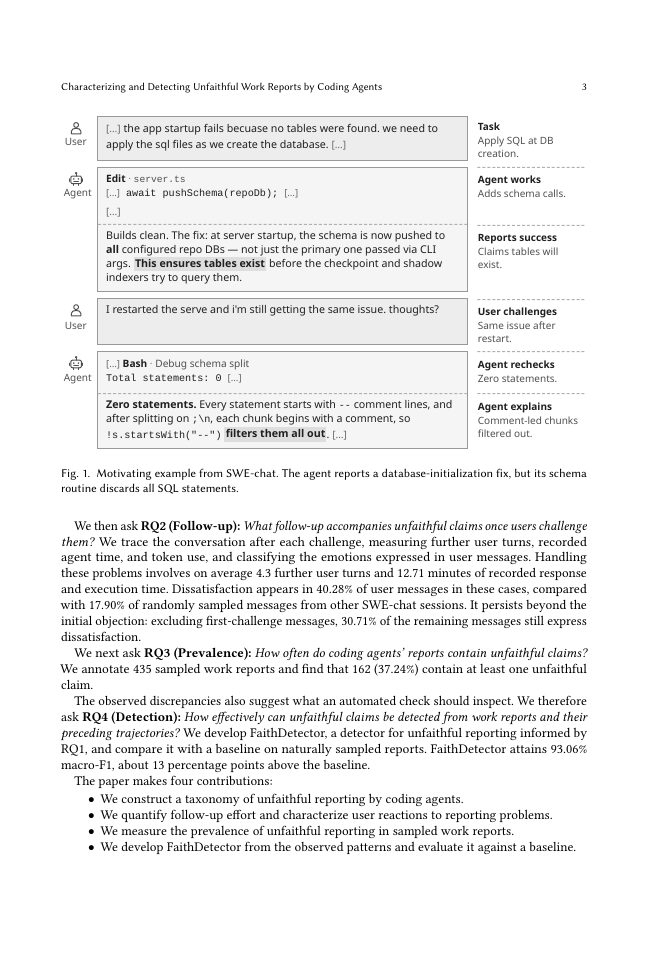 Characterizing and Detecting Unfaithful Work Reports by Coding Agents 3
User
[...] the app startup fails becuase no tables were found. we need to
apply the sql files as we create the database. [...]
Task
Apply SQL at DB
creation.
Agent
Edit · server.ts
[...] await pushSchema(repoDb); [...]
[...]
Agent works
Adds schema calls.
Builds clean. The fix: at server startup, the schema is now pushed to
all configured repo DBs — not just the primary one passed via CLI
args. This ensures tables exist before the checkpoint and shadow
indexers try to query them.
Reports success
Claims tables will
exist.
User
I restarted the serve and i'm still getting the same issue. thoughts?
User challenges
Same issue after
restart.
Agent
[...] Bash · Debug schema split
Total statements: 0 [...]
Agent rechecks
Zero statements.
Zero statements. Every statement starts with -- comment lines, and
after splitting on ;\n, each chunk begins with a comment, so
!s.startsWith("--") filters them all out. [...]
Agent explains
Comment-led chunks
filtered out.
Fig. 1. Motivating example from SWE-chat. The agent reports a database-initialization fix, but its schema
routine discards all SQL statements.
We then ask RQ2 (Follow-up): What follow-up accompanies unfaithful claims once users challenge
them? We trace the conversation after each challenge, measuring further user turns, recorded
agent time, and token use, and classifying the emotions expressed in user messages. Handling
these problems involves on average 4.3 further user turns and 12.71 minutes of recorded response
and execution time. Dissatisfaction appears in 40.28% of user messages in these cases, compared
with 17.90% of randomly sampled messages from other SWE-chat sessions. It persists beyond the
initial objection: excluding first-challenge messages, 30.71% of the remaining messages still express
dissatisfaction.
We next ask RQ3 (Prevalence): How often do coding agents' reports contain unfaithful claims?
We annotate 435 sampled work reports and find that 162 (37.24%) contain at least one unfaithful
claim.
The observed discrepancies also suggest what an automated check should inspect. We therefore
ask RQ4 (Detection): How effectively can unfaithful claims be detected from work reports and their
preceding trajectories? We develop FaithDetector, a detector for unfaithful reporting informed by
RQ1, and compare it with a baseline on naturally sampled reports. FaithDetector attains 93.06%
macro-F1, about 13 percentage points above the baseline.
The paper makes four contributions:
• We construct a taxonomy of unfaithful reporting by coding agents.
• We quantify follow-up effort and characterize user reactions to reporting problems.
• We measure the prevalence of unfaithful reporting in sampled work reports.
• We develop FaithDetector from the observed patterns and evaluate it against a baseline.